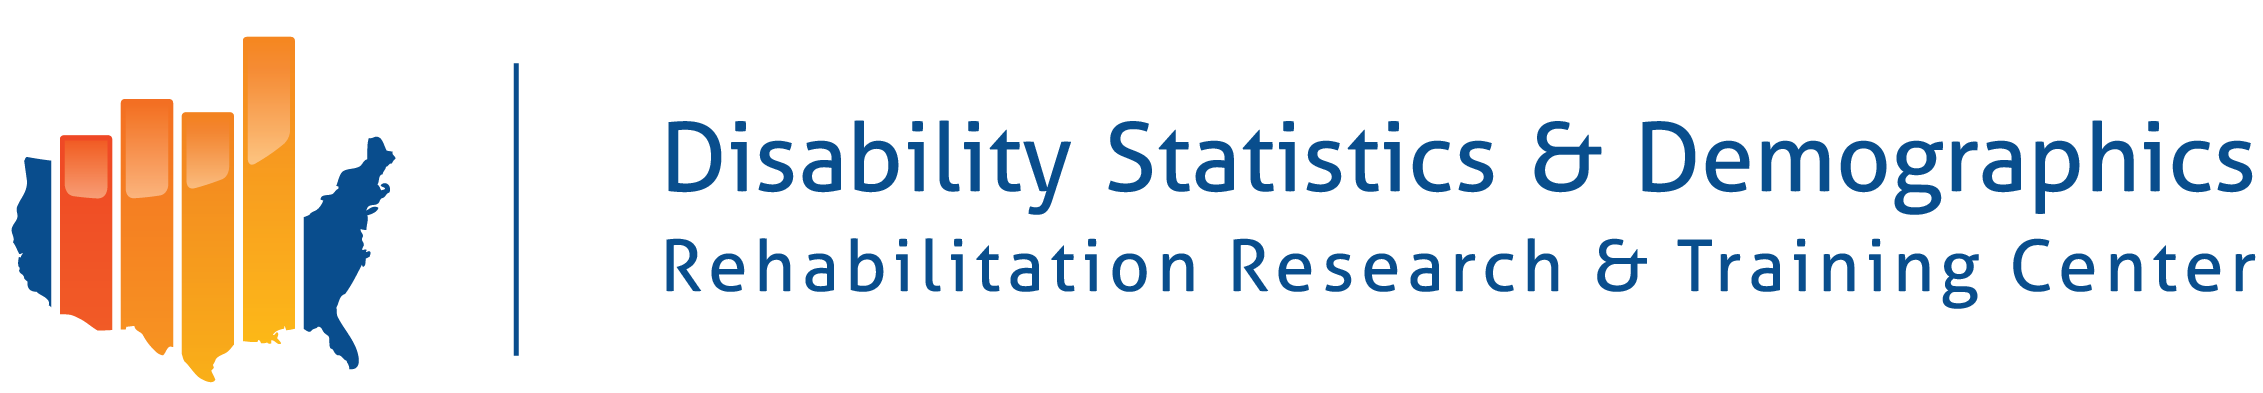 Disability Statistics & Demographics
Rehabilitation Research & Training Center